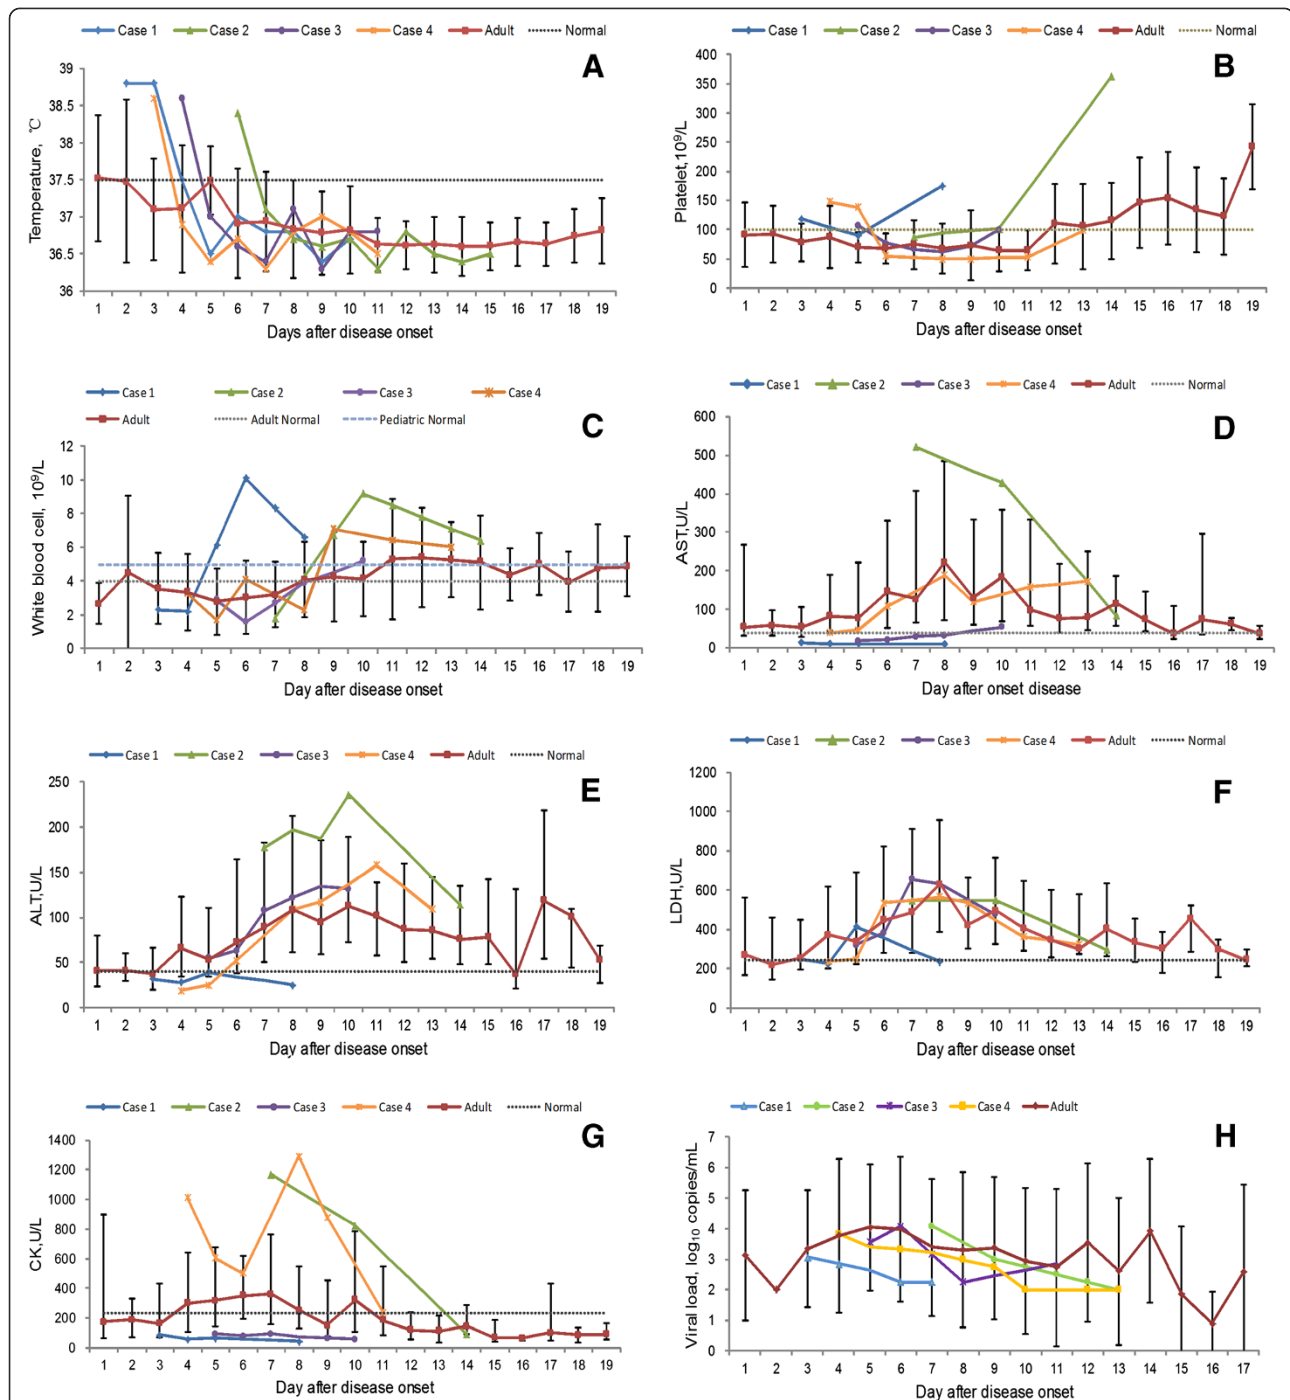 Case 1 Case 2 Case 3 Case 4 Adult Normal
A
39
38.5
38
37.5
37
36.5
36
Temperature, ℃
1 2 3 4 5 6 7 8 9 10 11 12 13 14 15 16 17 18 19
Days after disease onset
Case 1 Case 2 Case 3 Case 4 Adult Normal
B
400
350
300
250
200
150
100
50
0
Platelet,10⁹/L
1 2 3 4 5 6 7 8 9 10 11 12 13 14 15 16 17 18 19
Days after disease onset
Case 1 Case 2 Case 3 Case 4
Adult Adult Normal Pediatric Normal
C
12
10
8
6
4
2
0
White blood cell, 10⁹/L
1 2 3 4 5 6 7 8 9 10 11 12 13 14 15 16 17 18 19
Day after disease onset
Case 1 Case 2 Case 3 Case 4 Adult Normal
D
600
500
400
300
200
100
0
AST,U/L
1 2 3 4 5 6 7 8 9 10 11 12 13 14 15 16 17 18 19
Day after onset disease
Case 1 Case 2 Case 3 Case 4 Adult Normal
E
250
200
150
100
50
0
ALT,U/L
1 2 3 4 5 6 7 8 9 10 11 12 13 14 15 16 17 18 19
Day after disease onset
Case 1 Case 2 Case 3 Case 4 Adult Normal
F
1200
1000
800
600
400
200
0
LDH,U/L
1 2 3 4 5 6 7 8 9 10 11 12 13 14 15 16 17 18 19
Day after disease onset
Case 1 Case 2 Case 3 Case 4 Adult Normal
G
1400
1200
1000
800
600
400
200
0
CK,U/L
1 2 3 4 5 6 7 8 9 10 11 12 13 14 15 16 17 18 19
Day after disease onset
Case 1 Case 2 Case 3 Case 4 Adult
H
7
6
5
4
3
2
1
0
Viral load, log₁₀ copies/mL
1 2 3 4 5 6 7 8 9 10 11 12 13 14 15 16 17
Day after disease onset